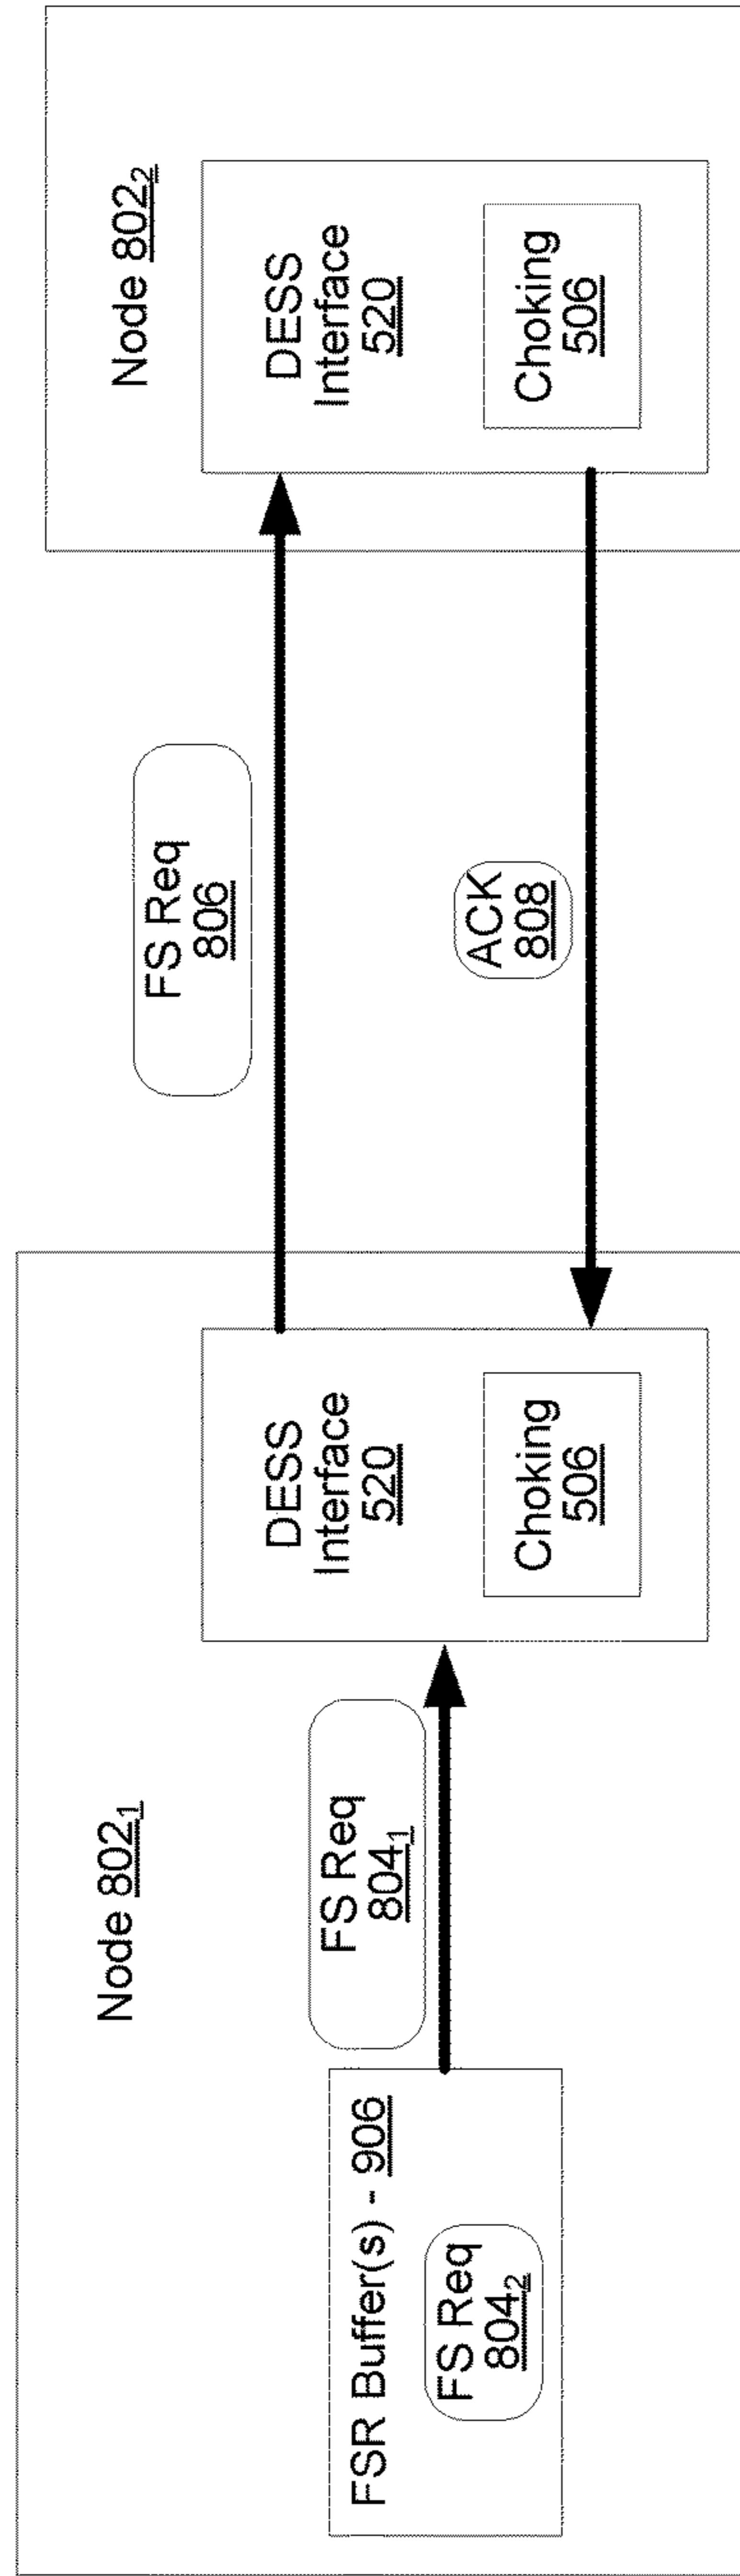 Node 802₁
FSR Buffer(s) - 906
FS Req
804₂
FS Req
804₁
DESS
Interface
520
Choking
506
FS Req
806
ACK
808
Node 802₂
DESS
Interface
520
Choking
506